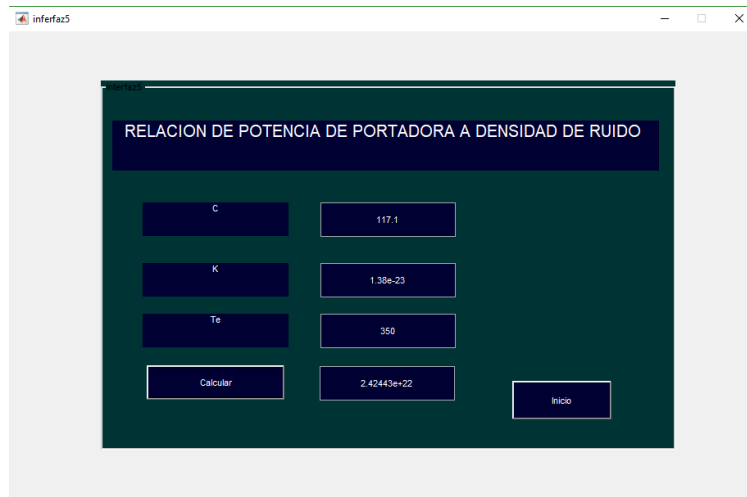 inferfaz5
interfaz5
RELACION DE POTENCIA DE PORTADORA A DENSIDAD DE RUIDO
C
117.1
K
1.38e-23
Te
350
Calcular
2.42443e+22
Inicio